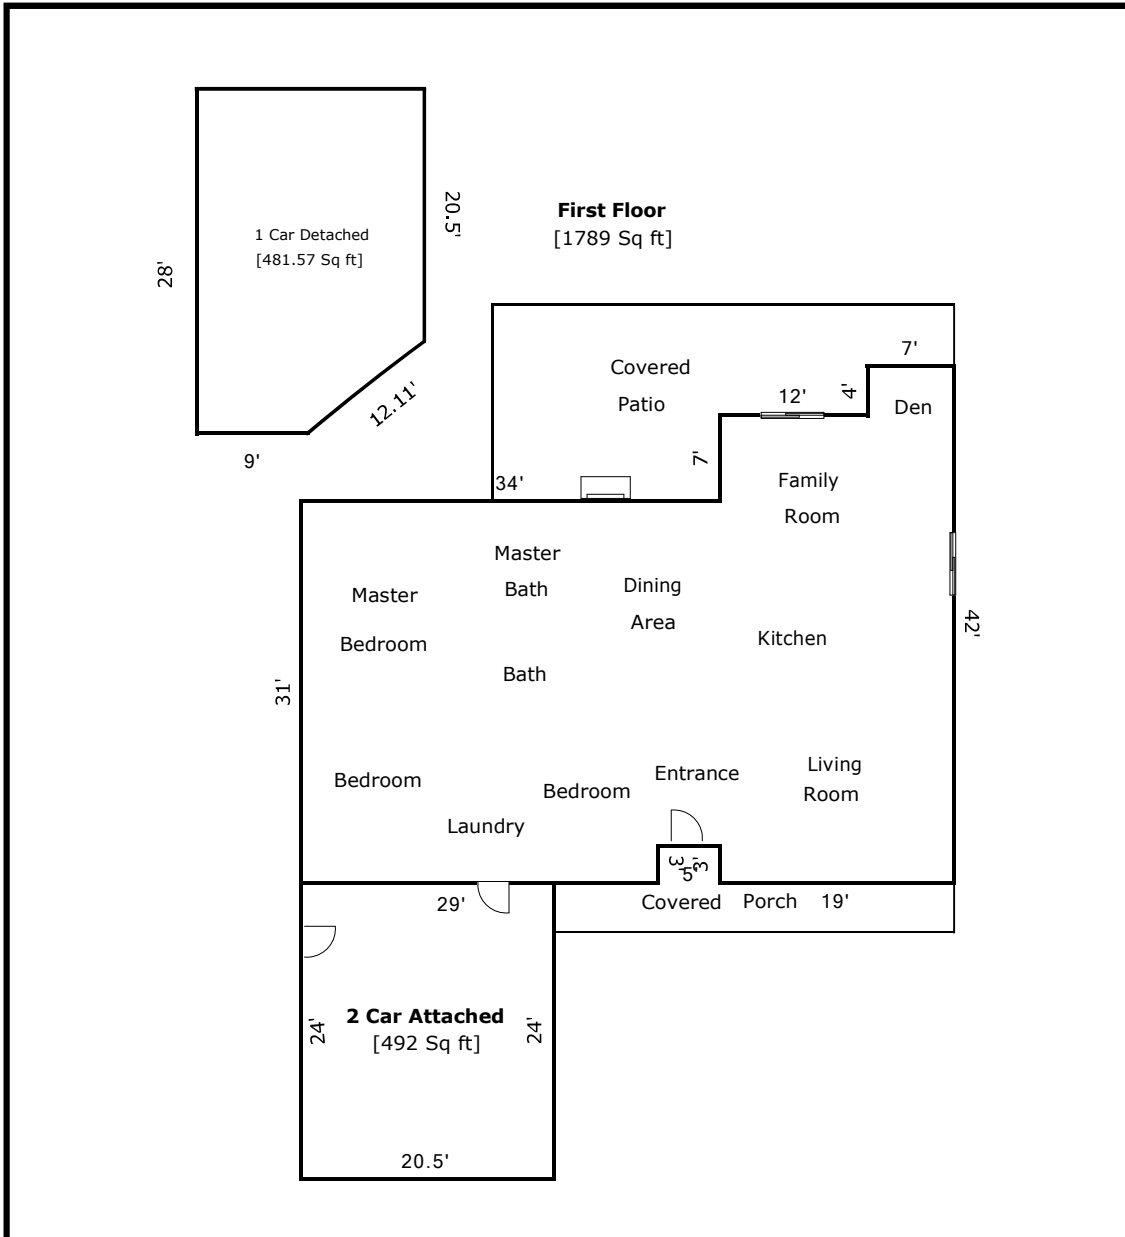 20.5'
First Floor
1 Car Detached
[1789 Sq ft]
[481.57 Sq ft]
28'
7'
Covered
12'
4'
Patio
Den
12.11'
9'
7'
34'
Family
Room
Master
Bath
Dining
Master
Area
42'
Bedroom
Kitchen
Bath
31'
Living
Entrance
Bedroom
Bedroom
Room
Laundry
3'
3'
5'
29'
Covered Porch 19'
2 Car Attached
24'
24'
[492 Sq ft]
20.5'